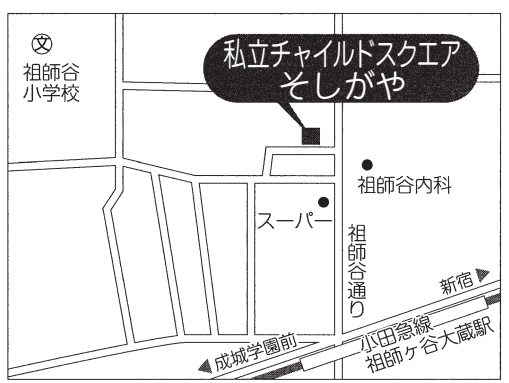 文
祖師谷
小学校
私立チャイルドスクエア
そしがや
祖師谷内科
スーパー
祖師谷通り
新宿
小田急線
祖師ヶ谷大蔵駅
成城学園前